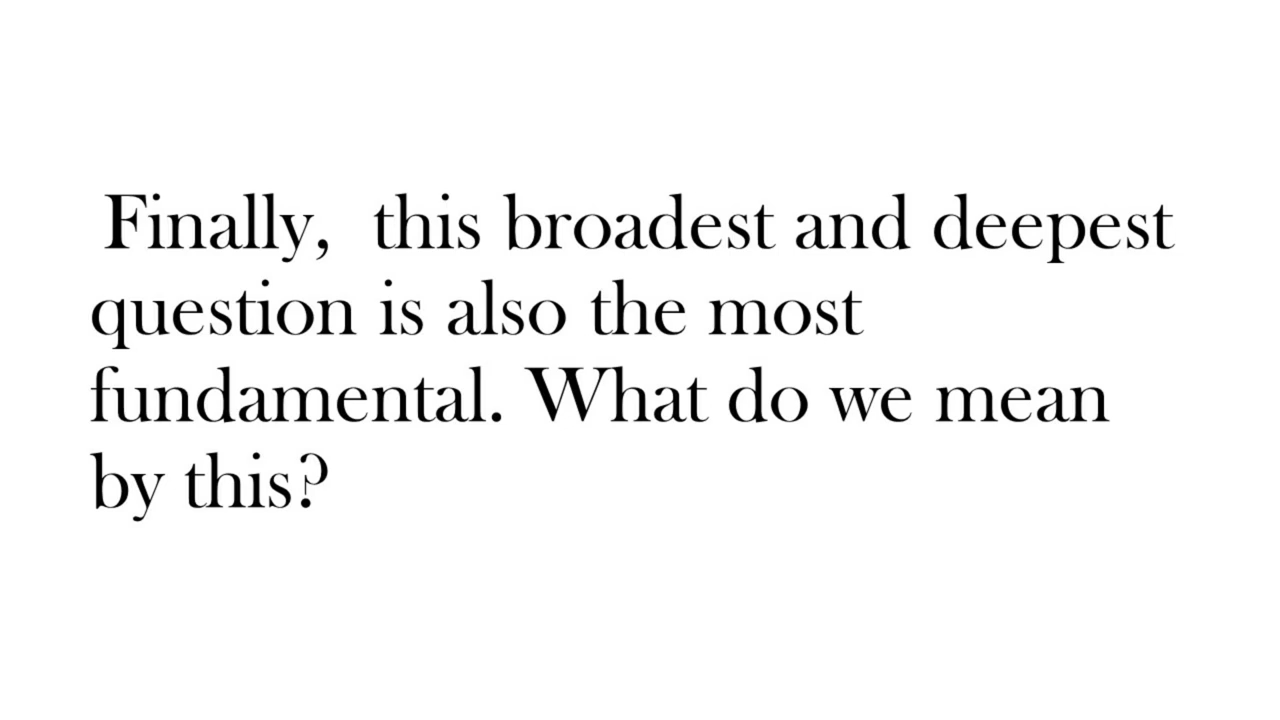 Finally,  this broadest and deepest
question is also the most
fundamental. What do we mean
by this?